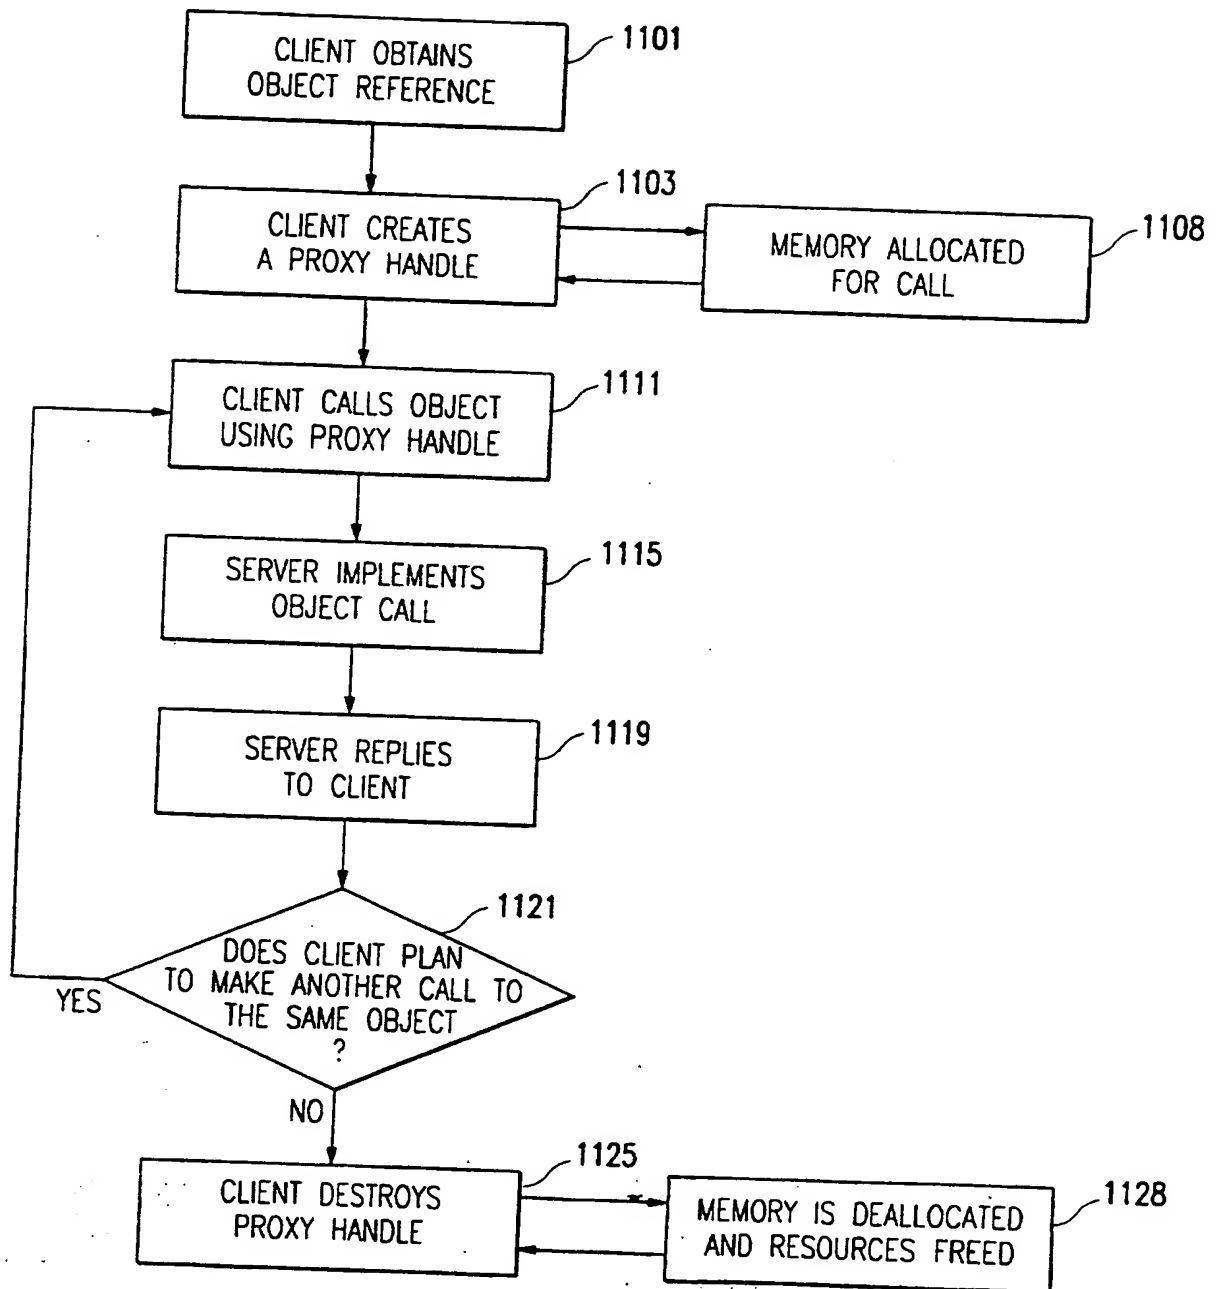 CLIENT OBTAINS
OBJECT REFERENCE
1101
CLIENT CREATES
A PROXY HANDLE
1103
MEMORY ALLOCATED
FOR CALL
1108
CLIENT CALLS OBJECT
USING PROXY HANDLE
1111
SERVER IMPLEMENTS
OBJECT CALL
1115
SERVER REPLIES
TO CLIENT
1119
DOES CLIENT PLAN
TO MAKE ANOTHER CALL TO
THE SAME OBJECT
?
1121
YES
NO
CLIENT DESTROYS
PROXY HANDLE
1125
MEMORY IS DEALLOCATED
AND RESOURCES FREED
1128